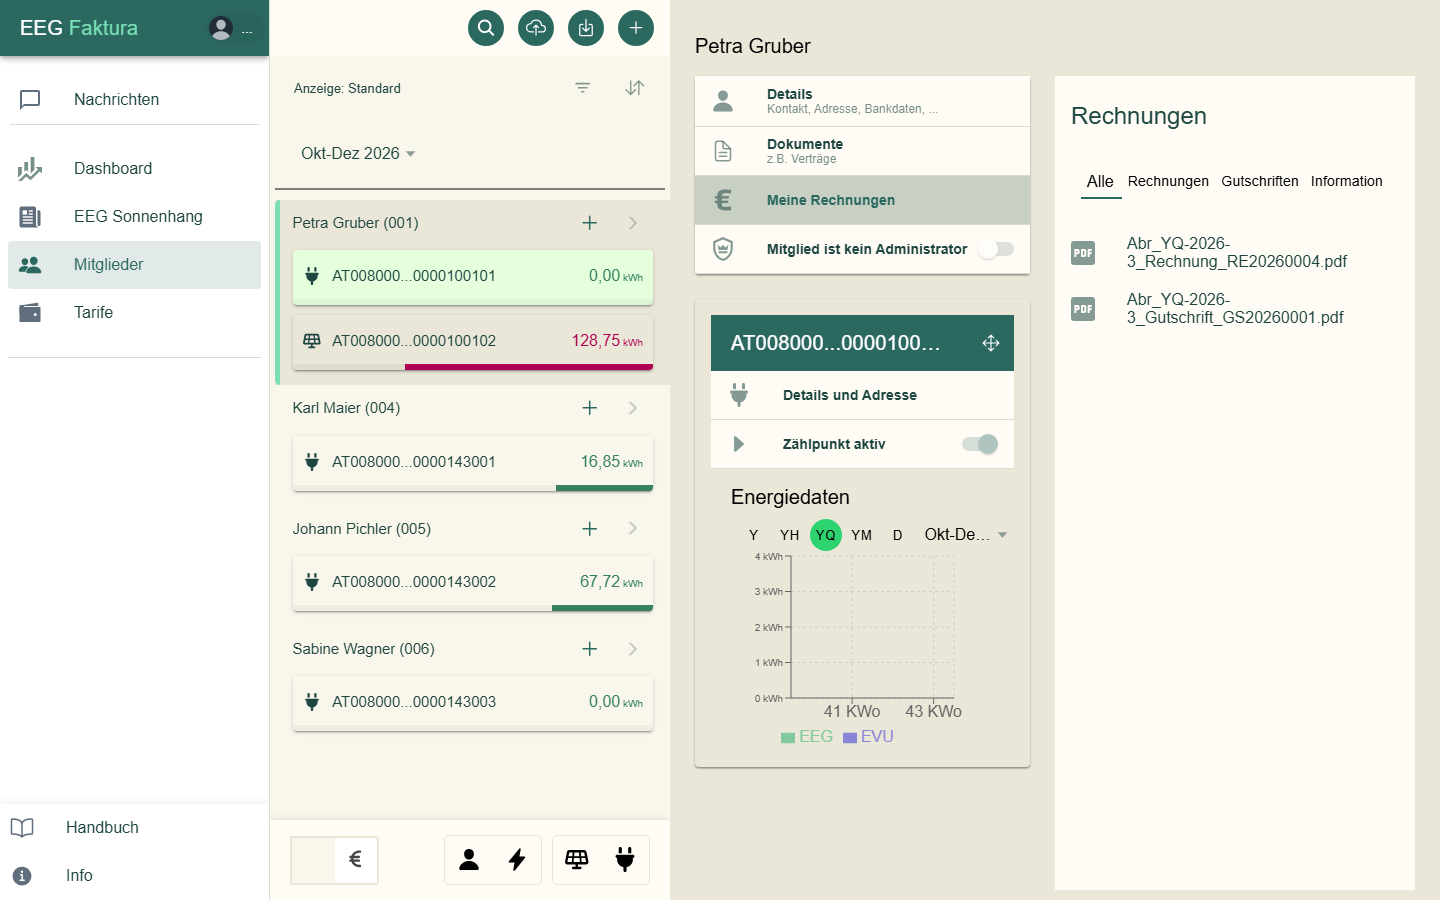 EEG Faktura
...
Nachrichten
Dashboard
EEG Sonnenhang
Mitglieder
Tarife
Handbuch
Info
Anzeige: Standard
Okt-Dez 2026
Petra Gruber (001)
AT008000...0000100101 0,00 kWh
AT008000...0000100102 128,75 kWh
Karl Maier (004)
AT008000...0000143001 16,85 kWh
Johann Pichler (005)
AT008000...0000143002 67,72 kWh
Sabine Wagner (006)
AT008000...0000143003 0,00 kWh
€
Petra Gruber
Details
Kontakt, Adresse, Bankdaten, ...
Dokumente
z.B. Verträge
€ Meine Rechnungen
Mitglied ist kein Administrator
AT008000...0000100...
Details und Adresse
Zählpunkt aktiv
Energiedaten
Y YH YQ YM D Okt-De...
4 kWh
3 kWh
2 kWh
1 kWh
0 kWh
41 KWo 43 KWo
EEG EVU
Rechnungen
Alle Rechnungen Gutschriften Information
PDF Abr_YQ-2026-
3_Rechnung_RE20260004.pdf
PDF Abr_YQ-2026-
3_Gutschrift_GS20260001.pdf